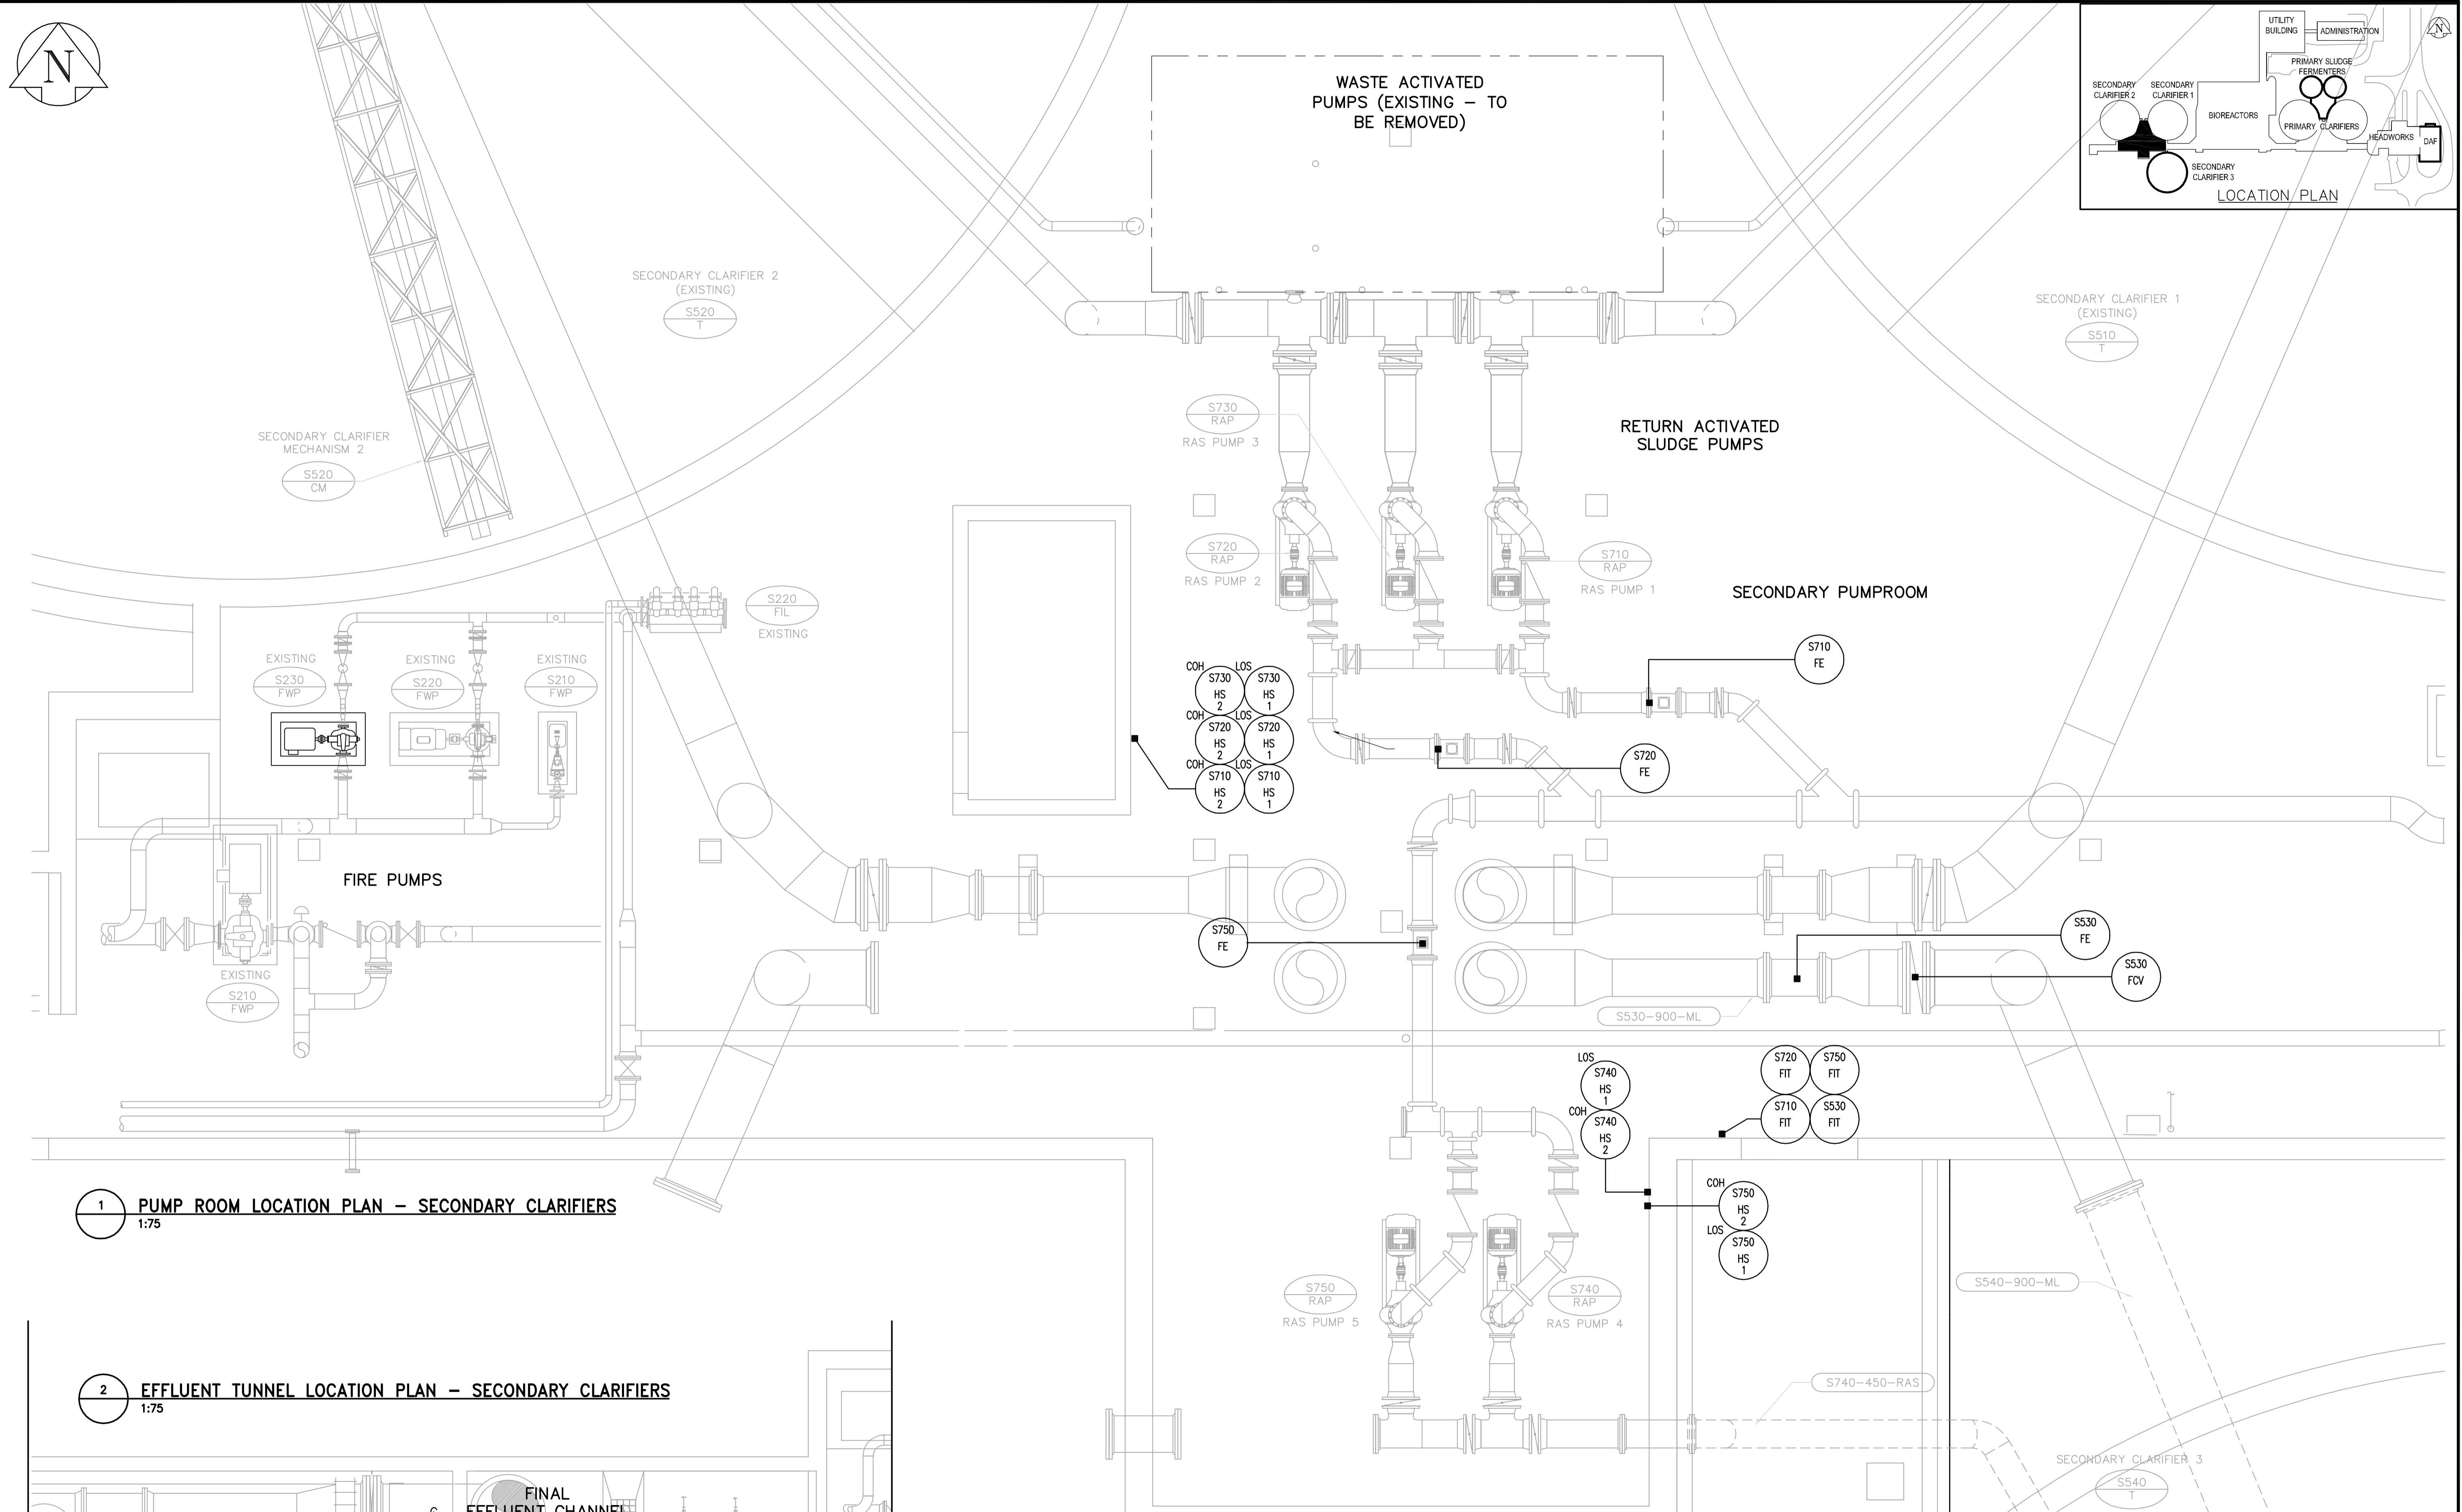 N
UTILITY
BUILDING
ADMINISTRATION
PRIMARY SLUDGE
FERMENTERS
SECONDARY
CLARIFIER 2
SECONDARY
CLARIFIER 1
BIOREACTORS
PRIMARY CLARIFIERS
HEADWORKS
DAF
SECONDARY
CLARIFIER 3
LOCATION PLAN
WASTE ACTIVATED
PUMPS (EXISTING – TO
BE REMOVED)
SECONDARY CLARIFIER 2
(EXISTING)
S520
T
SECONDARY CLARIFIER 1
(EXISTING)
S510
T
SECONDARY CLARIFIER
MECHANISM 2
S520
CM
S730
RAP
RAS PUMP 3
RETURN ACTIVATED
SLUDGE PUMPS
S720
RAP
RAS PUMP 2
S710
RAP
RAS PUMP 1
SECONDARY PUMPROOM
S220
FIL
EXISTING
EXISTING
S230
FWP
EXISTING
S220
FWP
EXISTING
S210
FWP
COH
S730
HS
2
LOS
S730
HS
1
COH
S720
HS
2
LOS
S720
HS
1
COH
S710
HS
2
LOS
S710
HS
1
S710
FE
S720
FE
FIRE PUMPS
EXISTING
S210
FWP
S750
FE
S530
FE
S530
FCV
S530-900-ML
LOS
S740
HS
1
COH
S740
HS
2
S720
FIT
S750
FIT
S710
FIT
S530
FIT
COH
S750
HS
2
LOS
S750
HS
1
1
PUMP ROOM LOCATION PLAN – SECONDARY CLARIFIERS
1:75
S750
RAP
RAS PUMP 5
S740
RAP
RAS PUMP 4
S540-900-ML
S740-450-RAS
2
EFFLUENT TUNNEL LOCATION PLAN – SECONDARY CLARIFIERS
1:75
SECONDARY CLARIFIER 3
S540
T
FINAL
EFFLUENT CHANNEL